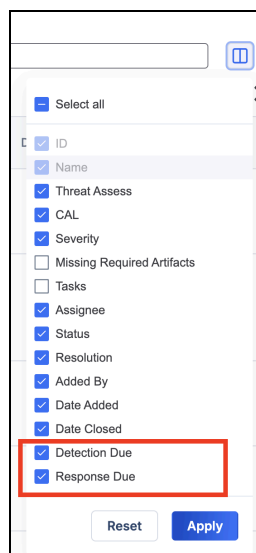 Select all
ID
Name
Threat Assess
CAL
Severity
Missing Required Artifacts
Tasks
Assignee
Status
Resolution
Added By
Date Added
Date Closed
Detection Due
Response Due
Reset Apply